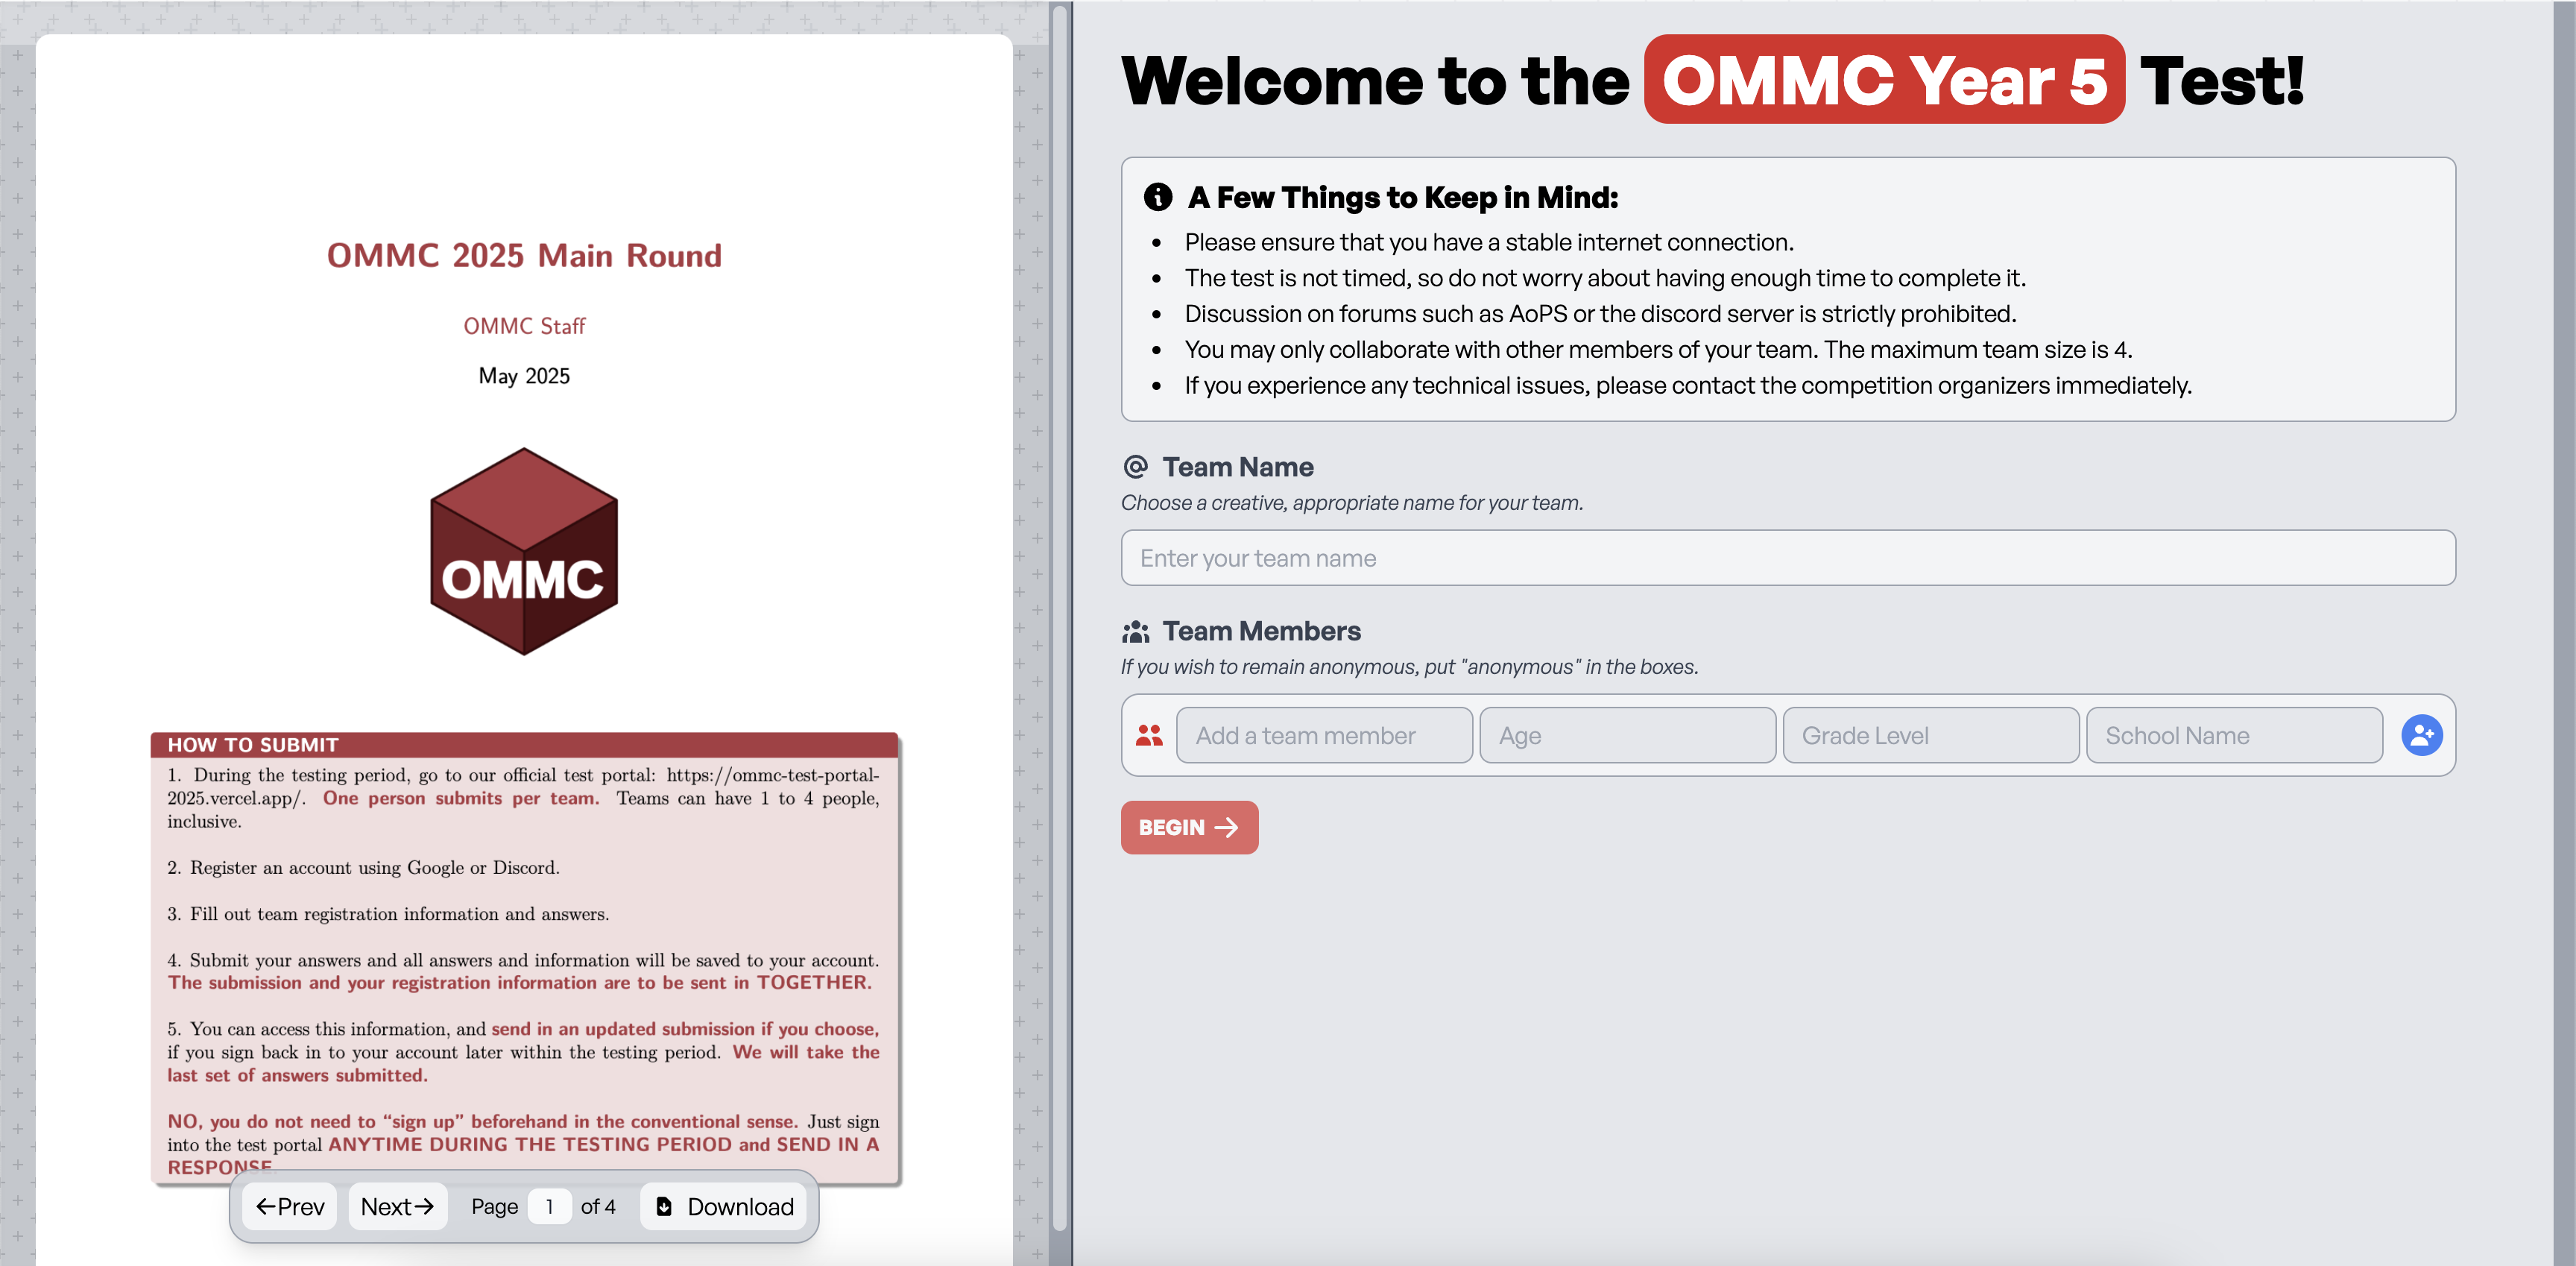 OMMC 2025 Main Round
OMMC Staff
May 2025
OMMC
HOW TO SUBMIT
1. During the testing period, go to our official test portal: https://ommc-test-portal-
2025.vercel.app/. One person submits per team. Teams can have 1 to 4 people,
inclusive.
2. Register an account using Google or Discord.
3. Fill out team registration information and answers.
4. Submit your answers and all answers and information will be saved to your account.
The submission and your registration information are to be sent in TOGETHER.
5. You can access this information, and send in an updated submission if you choose,
if you sign back in to your account later within the testing period. We will take the
last set of answers submitted.
NO, you do not need to “sign up” beforehand in the conventional sense. Just sign
into the test portal ANYTIME DURING THE TESTING PERIOD and SEND IN A
RESPONSE.
←Prev Next→ Page 1 of 4 Download
Welcome to the OMMC Year 5 Test!
A Few Things to Keep in Mind:
• Please ensure that you have a stable internet connection.
• The test is not timed, so do not worry about having enough time to complete it.
• Discussion on forums such as AoPS or the discord server is strictly prohibited.
• You may only collaborate with other members of your team. The maximum team size is 4.
• If you experience any technical issues, please contact the competition organizers immediately.
Team Name
Choose a creative, appropriate name for your team.
Enter your team name
Team Members
If you wish to remain anonymous, put "anonymous" in the boxes.
Add a team member Age Grade Level School Name
BEGIN →